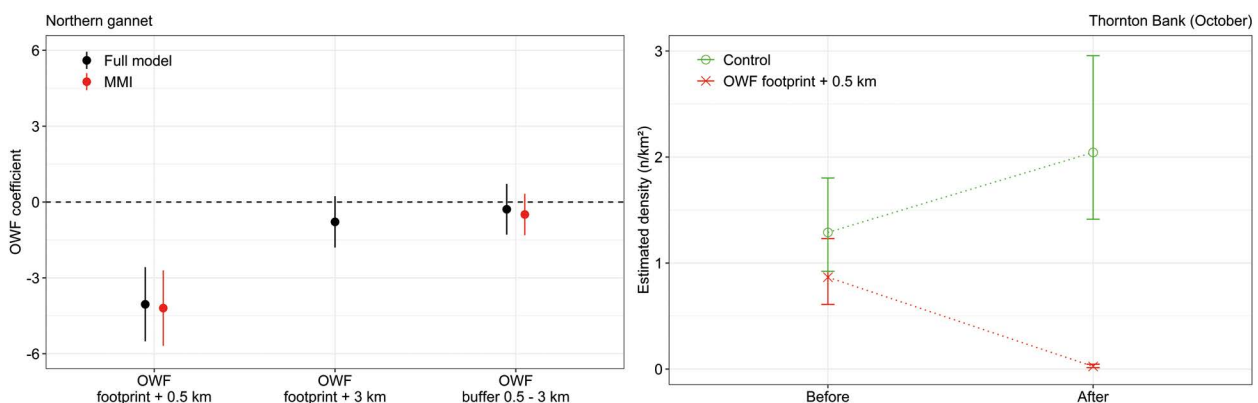 Northern gannet
6
3
0
-3
-6
OWF coefficient
Full model
MMI
OWF
footprint + 0.5 km
OWF
footprint + 3 km
OWF
buffer 0.5 - 3 km
Thornton Bank (October)
3
2
1
0
Estimated density (n/km²)
Control
OWF footprint + 0.5 km
Before
After